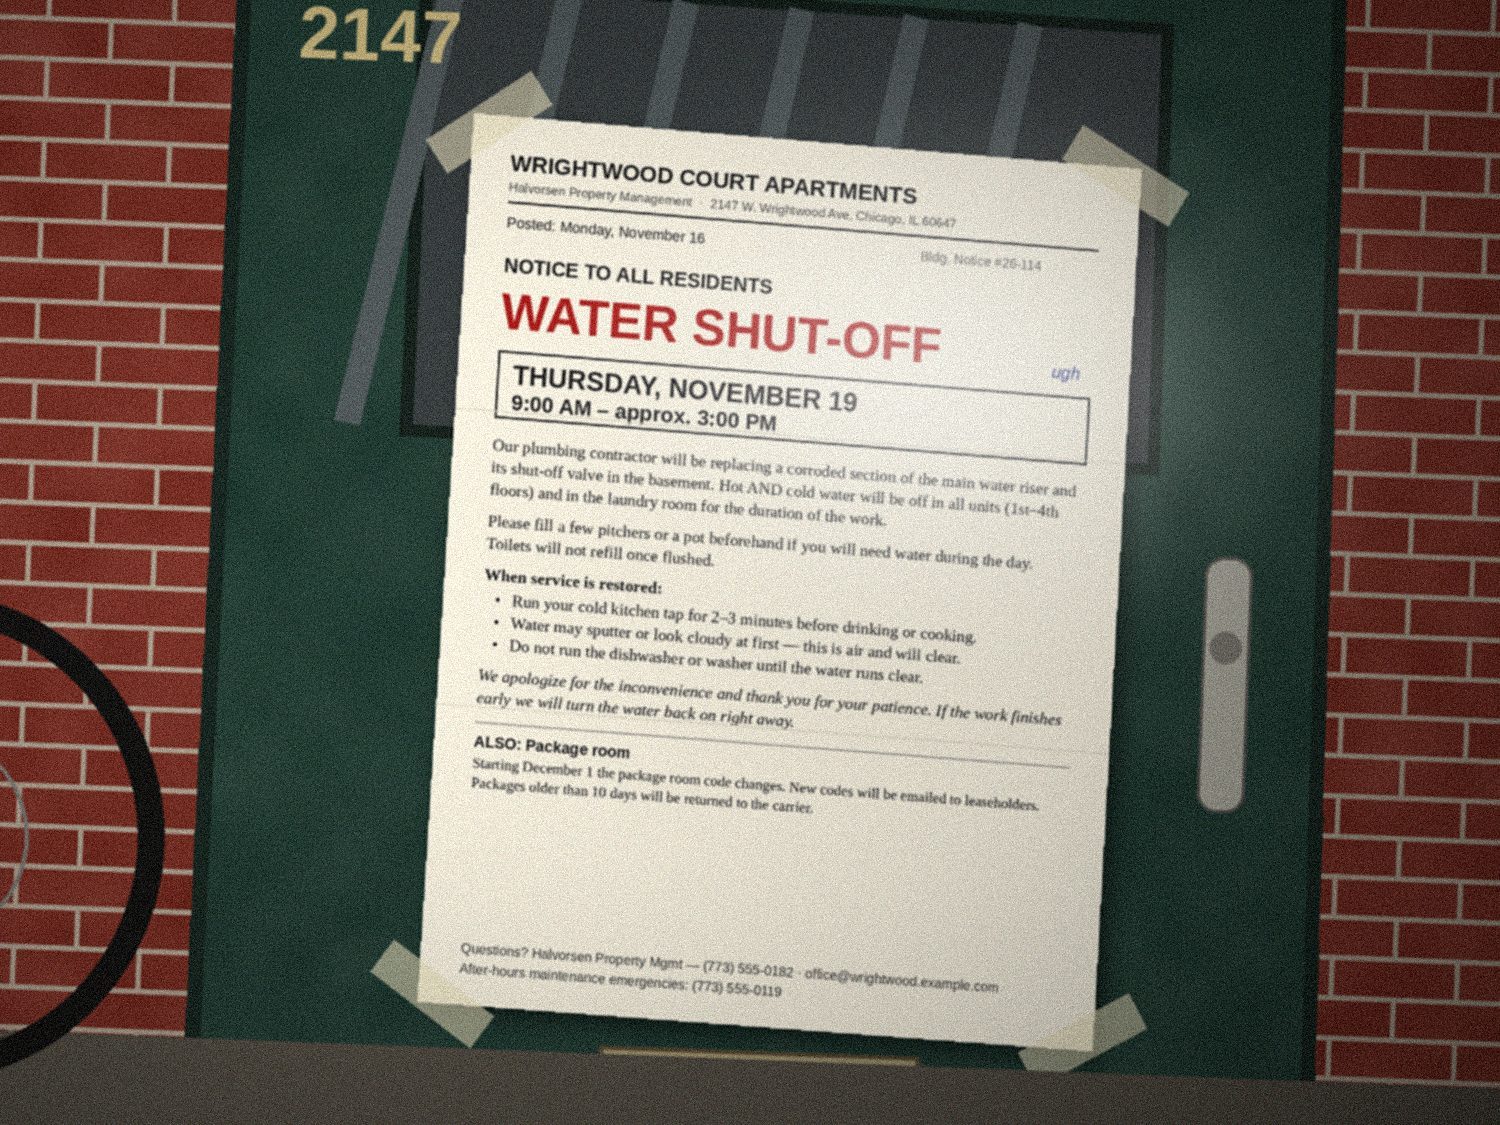 2147
WRIGHTWOOD COURT APARTMENTS
Halvorsen Property Management · 2147 W. Wrightwood Ave. Chicago, IL 60647
Posted: Monday, November 16
Bldg. Notice #26-114
NOTICE TO ALL RESIDENTS
WATER SHUT-OFF
ugh
THURSDAY, NOVEMBER 19
9:00 AM – approx. 3:00 PM
Our plumbing contractor will be replacing a corroded section of the main water riser and
its shut-off valve in the basement. Hot AND cold water will be off in all units (1st–4th
floors) and in the laundry room for the duration of the work.
Please fill a few pitchers or a pot beforehand if you will need water during the day.
Toilets will not refill once flushed.
When service is restored:
• Run your cold kitchen tap for 2–3 minutes before drinking or cooking.
• Water may sputter or look cloudy at first — this is air and will clear.
• Do not run the dishwasher or washer until the water runs clear.
We apologize for the inconvenience and thank you for your patience. If the work finishes
early we will turn the water back on right away.
ALSO: Package room
Starting December 1 the package room code changes. New codes will be emailed to leaseholders.
Packages older than 10 days will be returned to the carrier.
Questions? Halvorsen Property Mgmt — (773) 555-0182 · office@wrightwood.example.com
After-hours maintenance emergencies: (773) 555-0119